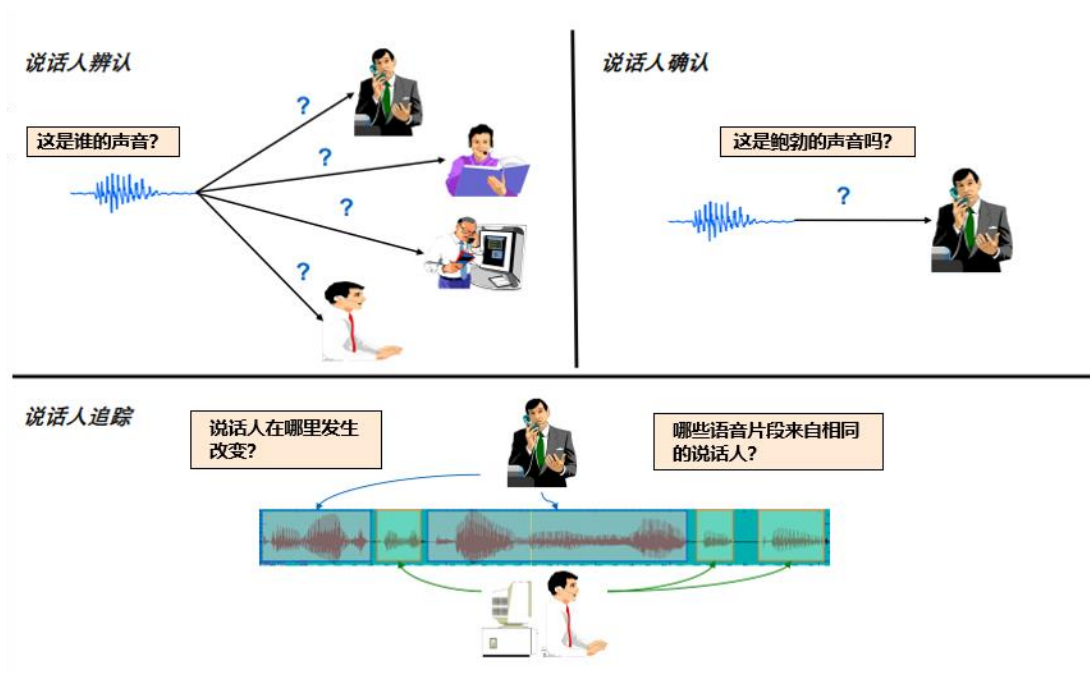 说话人辨认
这是谁的声音?
?
?
?
?
说话人确认
这是鲍勃的声音吗?
?
说话人追踪
说话人在哪里发生
改变?
哪些语音片段来自相同
的说话人?